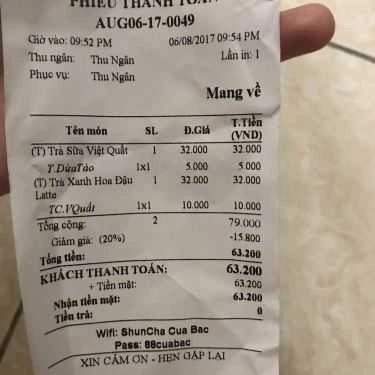 PHIẾU THANH TOÁN
AUG06-17-0049
Giờ vào: 09:52 PM 06/08/2017 09:54 PM
Thu ngân: Thu Ngân Lần in: 1
Phục vụ: Thu Ngân
Mang về
Tên món SL Đ.Giá T.Tiền (VND)
(T) Trà Sữa Việt Quất 1 32.000 32.000
T.DừaTáo 1x1 5.000 5.000
(T) Trà Xanh Hoa Đậu 1 32.000 32.000
Latte
TC.VQuất 1x1 10.000 10.000
Tổng cộng: 2 79.000
Giảm giá: (20%) -15.800
Tổng tiền: 63.200
KHÁCH THANH TOÁN: 63.200
+ Tiền mặt: 63.200
Nhận tiền mặt: 63.200
Tiền trả: 0
Wifi: ShunCha Cua Bac
Pass: 88cuabac
XIN CẢM ƠN - HẸN GẶP LẠI